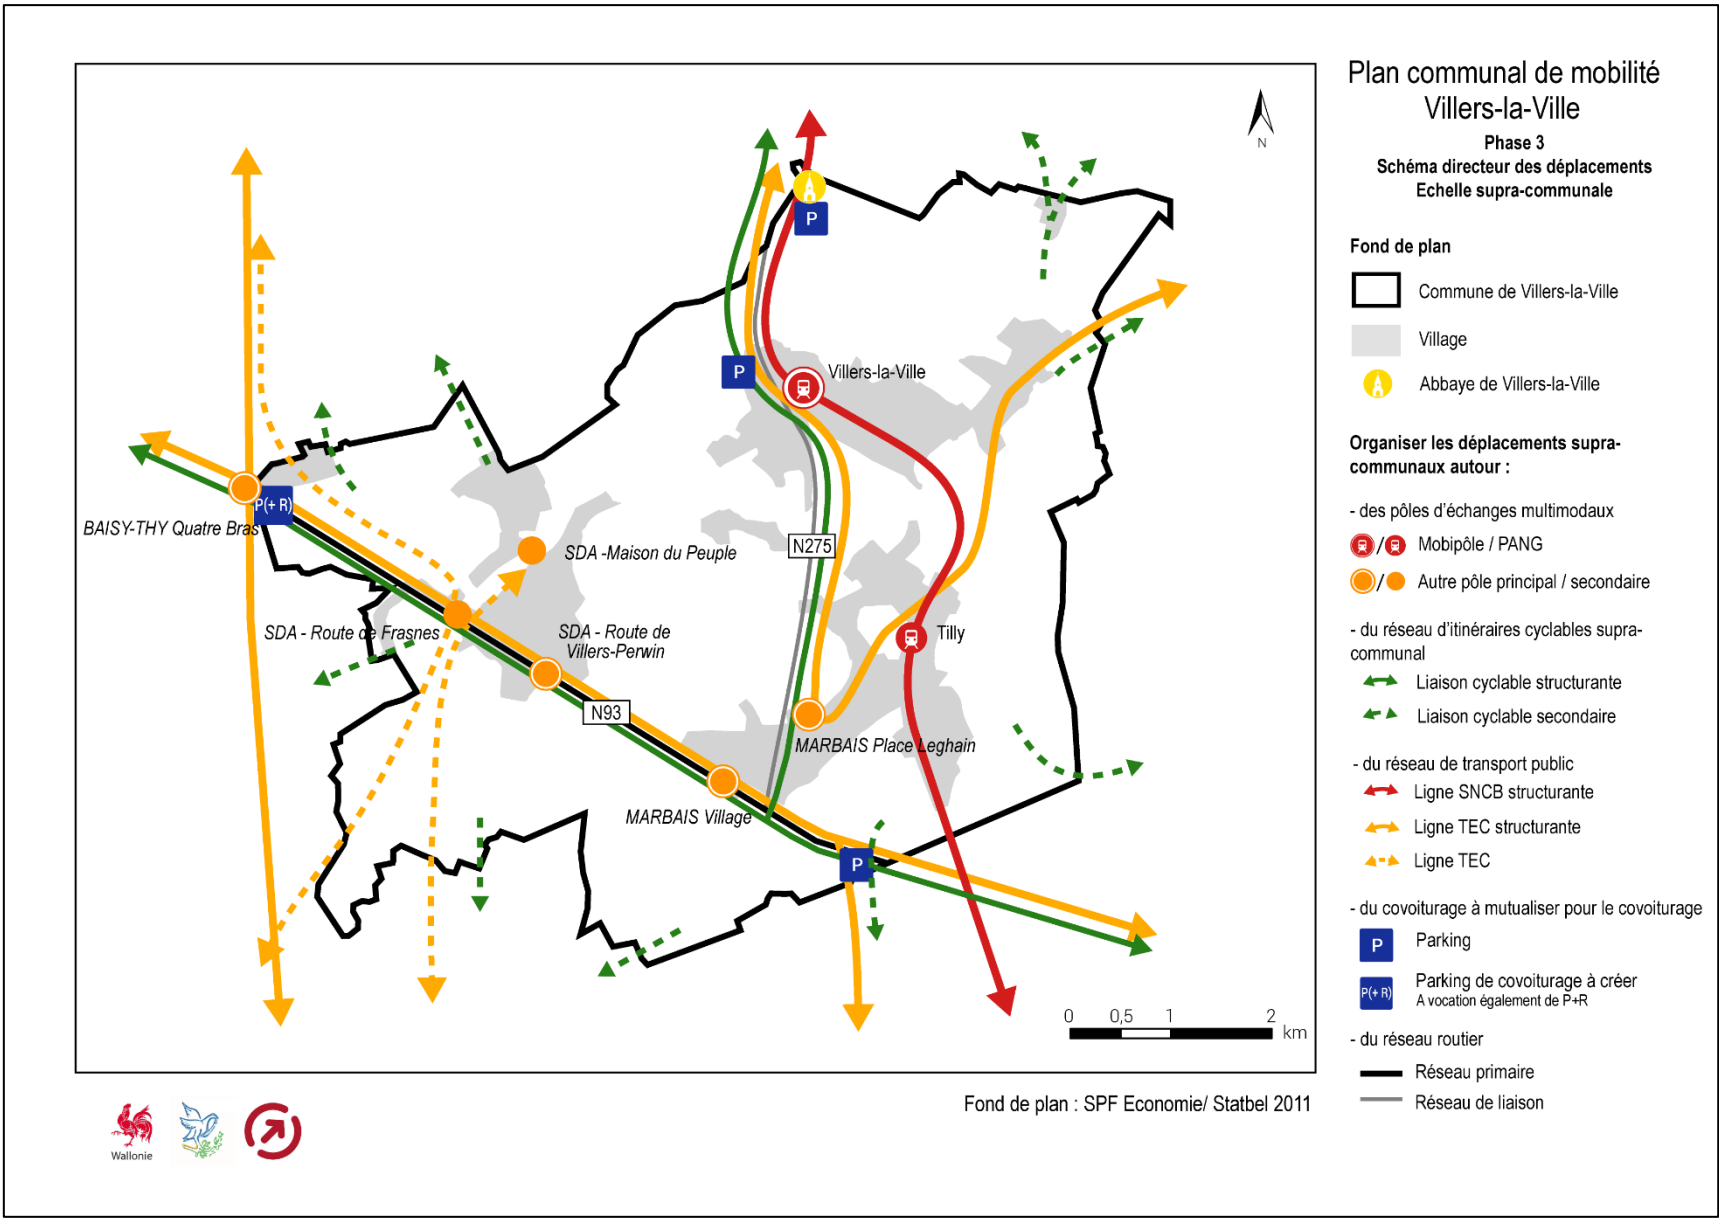 Plan communal de mobilité
Villers-la-Ville
Phase 3
Schéma directeur des déplacements
Echelle supra-communale
Fond de plan
Commune de Villers-la-Ville
Village
Abbaye de Villers-la-Ville
Organiser les déplacements supra-
communaux autour :
- des pôles d'échanges multimodaux
/ Mobipôle / PANG
/ Autre pôle principal / secondaire
- du réseau d'itinéraires cyclables supra-
communal
Liaison cyclable structurante
Liaison cyclable secondaire
- du réseau de transport public
Ligne SNCB structurante
Ligne TEC structurante
Ligne TEC
- du covoiturage à mutualiser pour le covoiturage
P Parking
P(+ R) Parking de covoiturage à créer
A vocation également de P+R
- du réseau routier
Réseau primaire
Réseau de liaison
N
P
P
Villers-la-Ville
P(+ R)
BAISY-THY Quatre Bras
SDA -Maison du Peuple
N275
SDA - Route de Frasnes
SDA - Route de
Villers-Perwin
Tilly
N93
MARBAIS Place Leghain
MARBAIS Village
P
0 0,5 1 2
km
Fond de plan : SPF Economie/ Statbel 2011
Wallonie